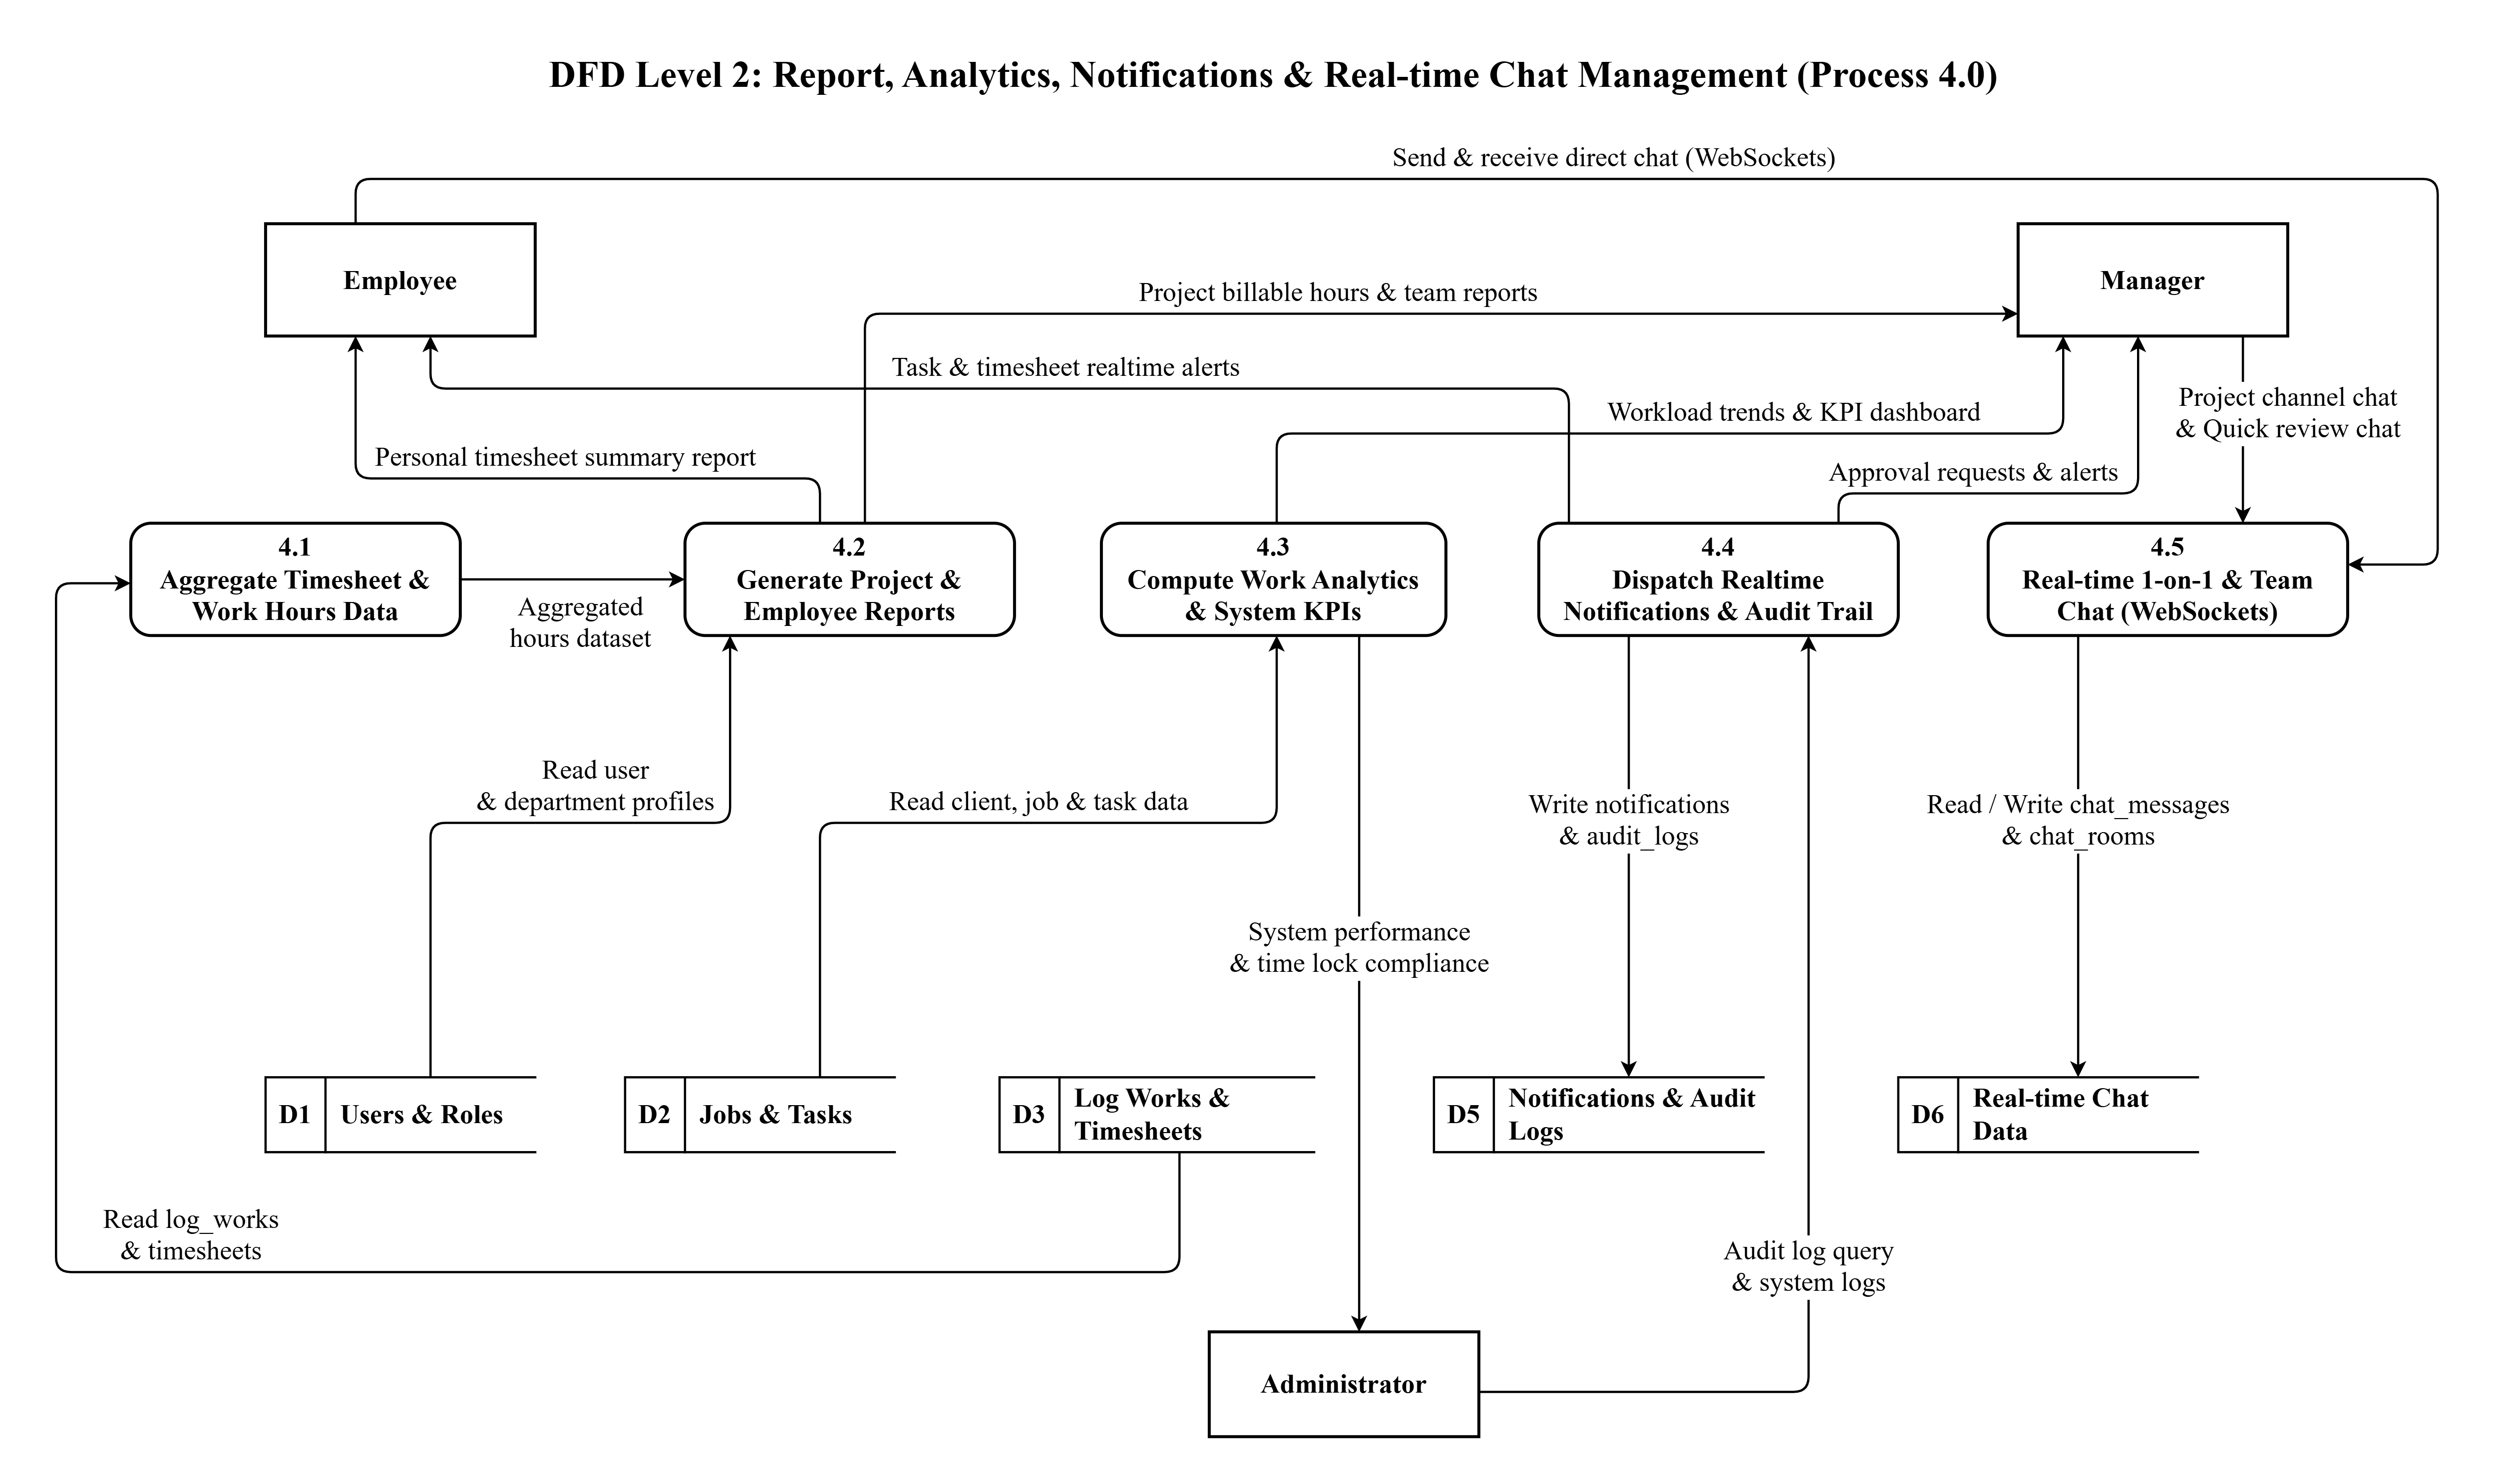 DFD Level 2: Report, Analytics, Notifications & Real-time Chat Management (Process 4.0)
Send & receive direct chat (WebSockets)
Employee
Manager
Project billable hours & team reports
Task & timesheet realtime alerts
Workload trends & KPI dashboard
Project channel chat
& Quick review chat
Personal timesheet summary report
Approval requests & alerts
4.1
Aggregate Timesheet &
Work Hours Data
Aggregated
hours dataset
4.2
Generate Project &
Employee Reports
4.3
Compute Work Analytics
& System KPIs
4.4
Dispatch Realtime
Notifications & Audit Trail
4.5
Real-time 1-on-1 & Team
Chat (WebSockets)
Read user
& department profiles
Read client, job & task data
Write notifications
& audit_logs
Read / Write chat_messages
& chat_rooms
System performance
& time lock compliance
D1
Users & Roles
D2
Jobs & Tasks
D3
Log Works &
Timesheets
D5
Notifications & Audit
Logs
D6
Real-time Chat
Data
Read log_works
& timesheets
Audit log query
& system logs
Administrator